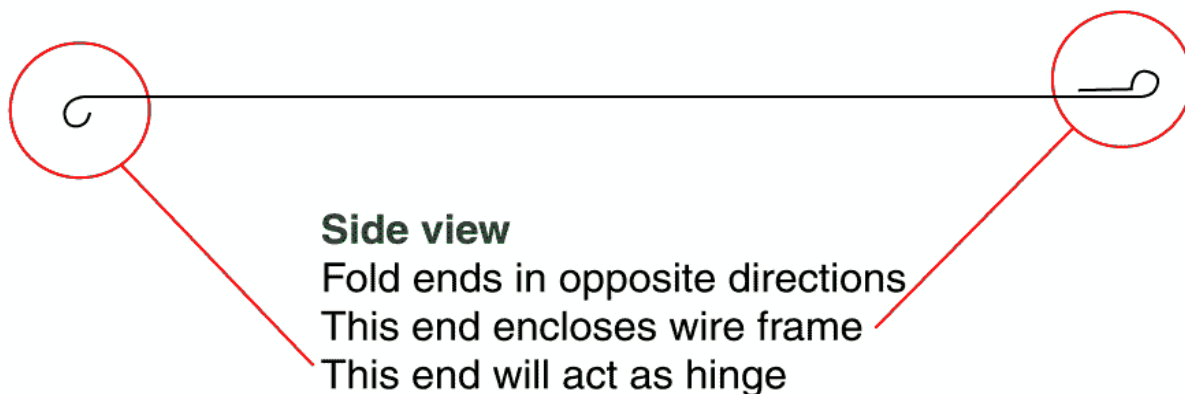 Side view
Fold ends in opposite directions
This end encloses wire frame
This end will act as hinge